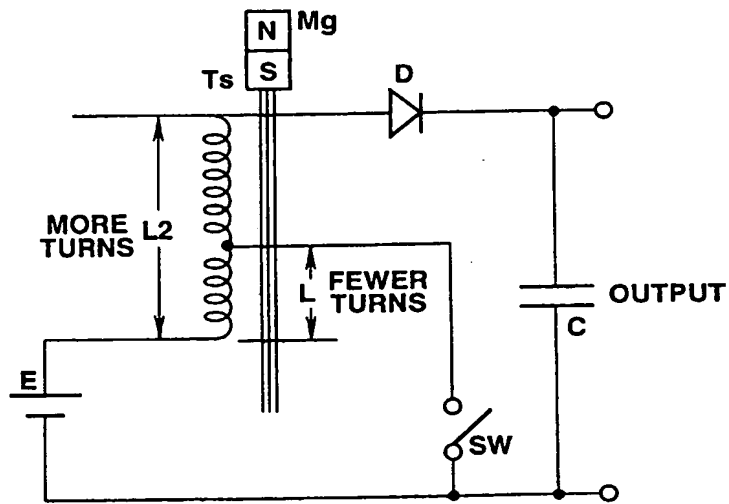 N Mg
Ts S D
MORE L2
TURNS
L FEWER
TURNS
OUTPUT
C
E
SW